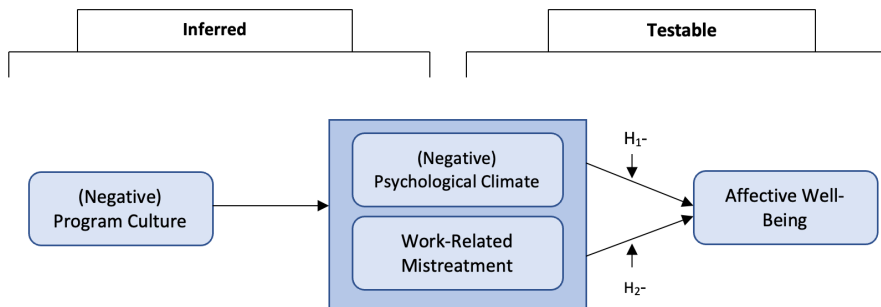 Inferred
Testable
(Negative)
Program Culture
(Negative)
Psychological Climate
Work-Related
Mistreatment
H₁-
H₂-
Affective Well-
Being